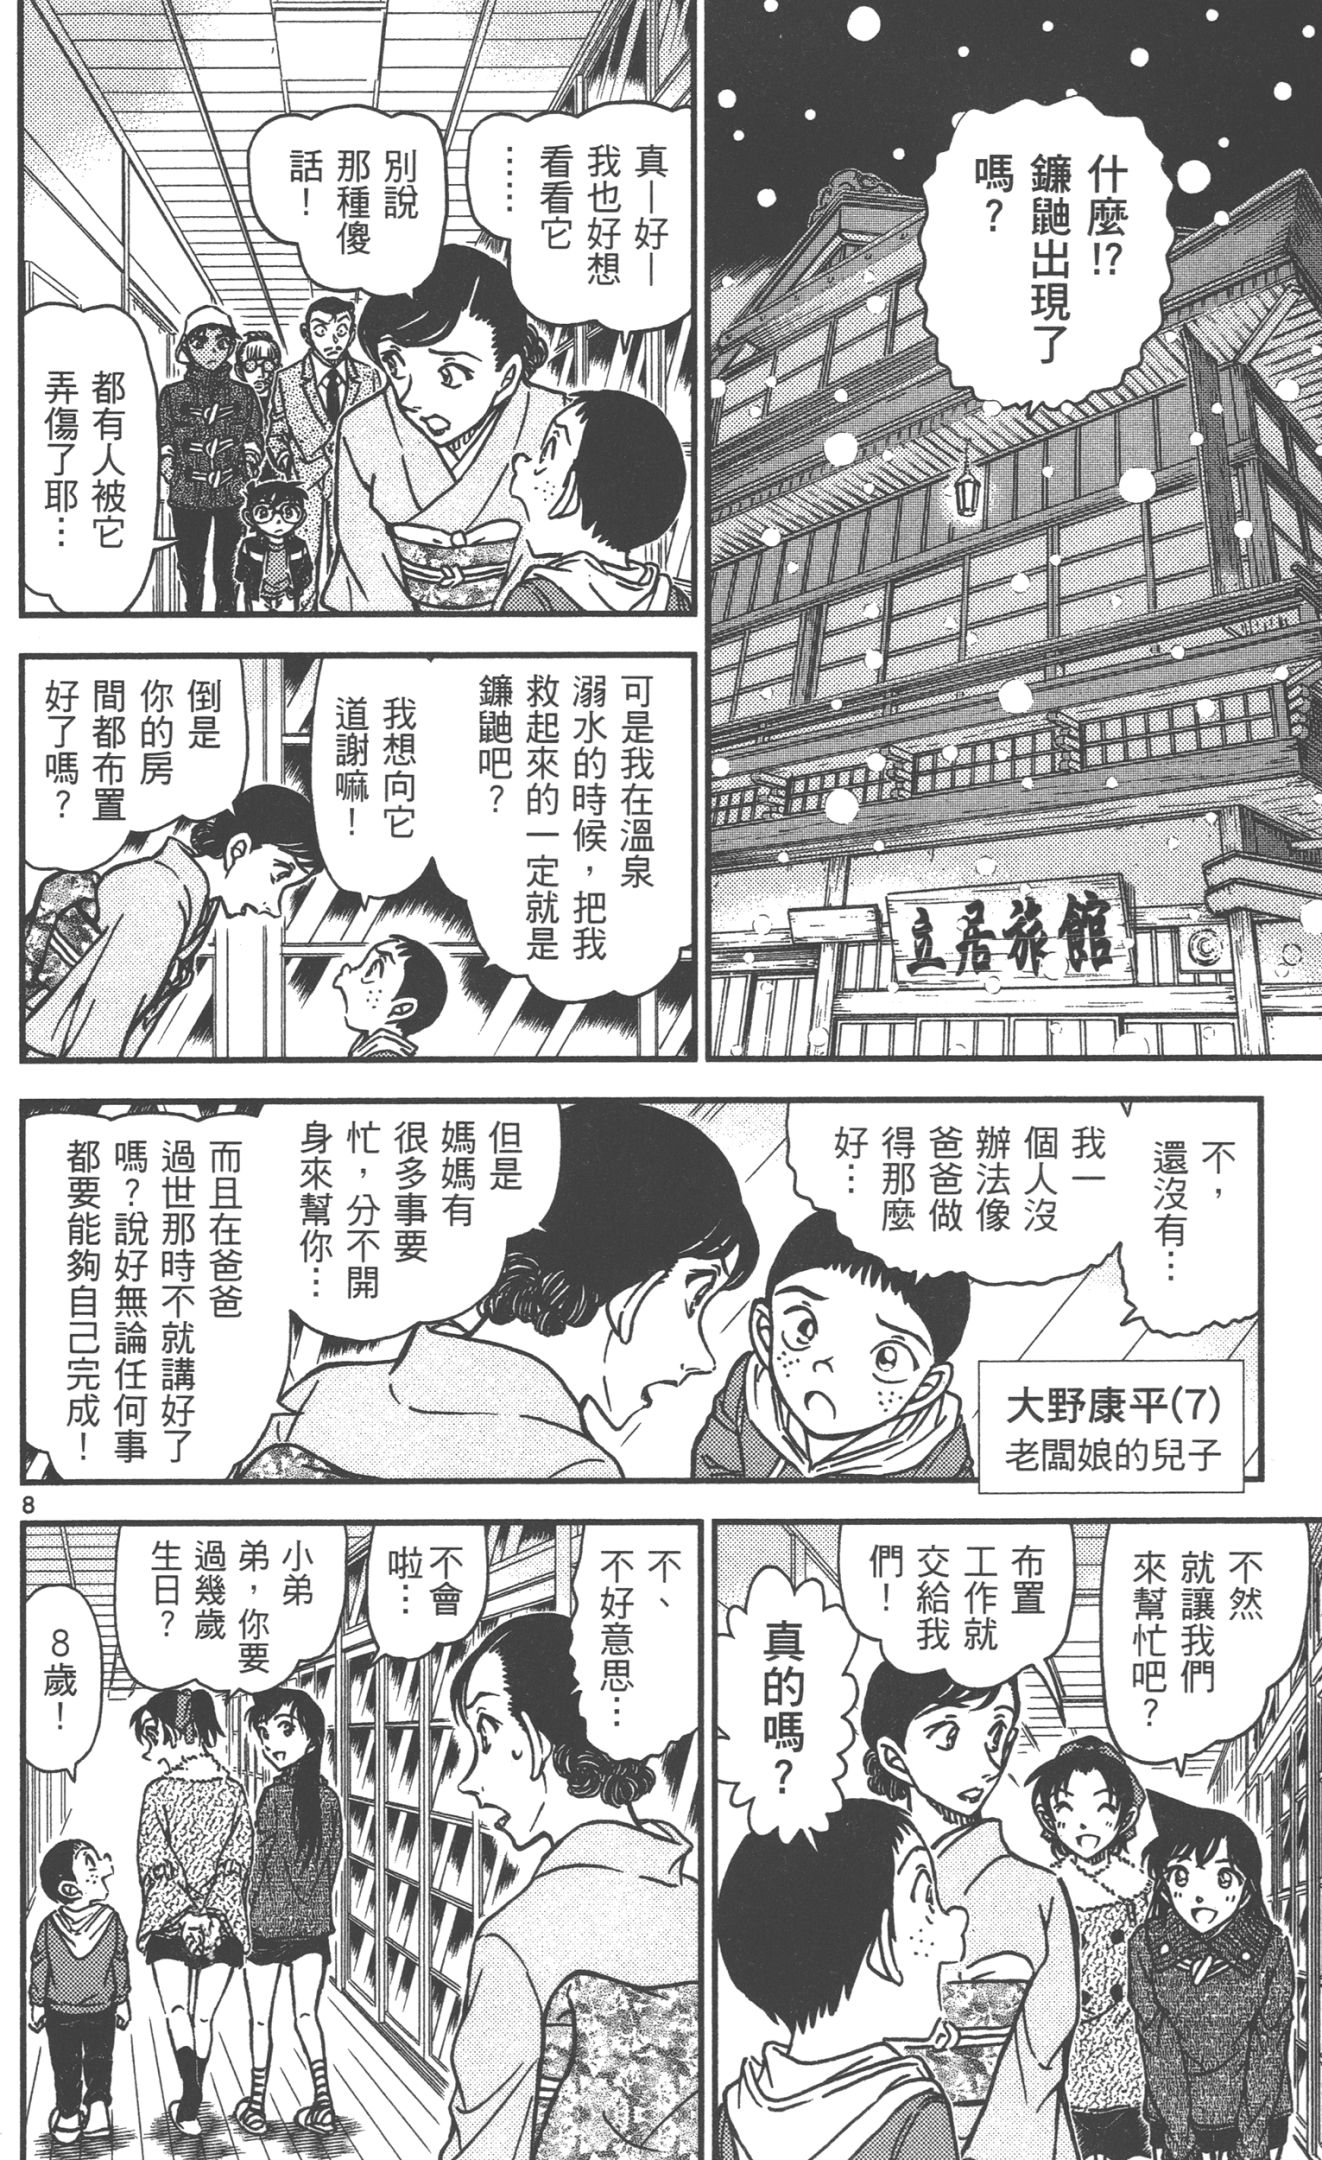 什麼!?
鐮鼬出現了
嗎？
立居旅館
真—好—
我也好想
看看它
……
別說
那種傻
話！
都有人被它
弄傷了耶…
可是我在溫泉
溺水的時候，把我
救起來的一定就是
鐮鼬吧？
我想向它
道謝嘛！
倒是
你的房
間都布置
好了嗎？
不，
還沒有…
我一
個人沒
辦法像
爸爸做
得那麼
好…
大野康平(7)
老闆娘的兒子
但是
媽媽有
很多事要
忙，分不開
身來幫你…
而且在爸爸
過世那時不就講好了
嗎？說好無論任何事
都要能夠自己完成！
8
不然
就讓我們
來幫忙吧？
布置
工作就
交給我
們！
真的嗎？
不、
不好意思…
不會
啦…
小弟
弟，你要
過幾歲
生日？
8歲！